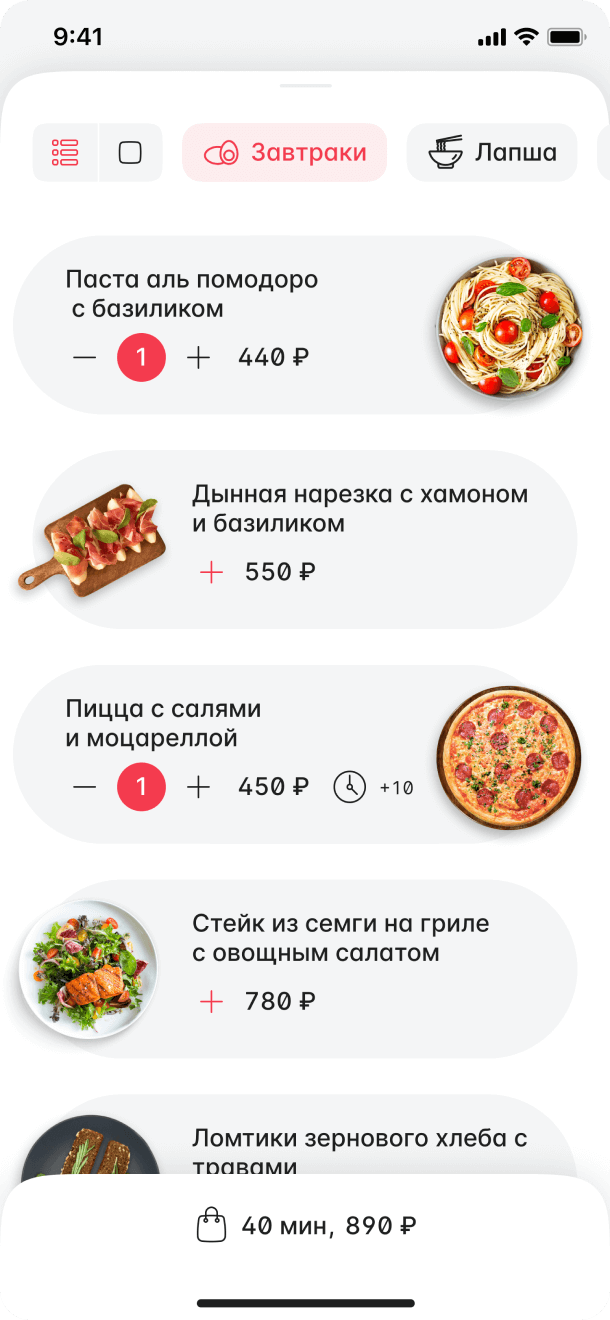 9:41
Завтраки
Лапша
Паста аль помодоро
с базиликом
1
440 ₽
Дынная нарезка с хамоном
и базиликом
550 ₽
Пицца с салями
и моцареллой
1
450 ₽
+10
Стейк из семги на гриле
с овощным салатом
780 ₽
Ломтики зернового хлеба с
травами
40 мин, 890 ₽